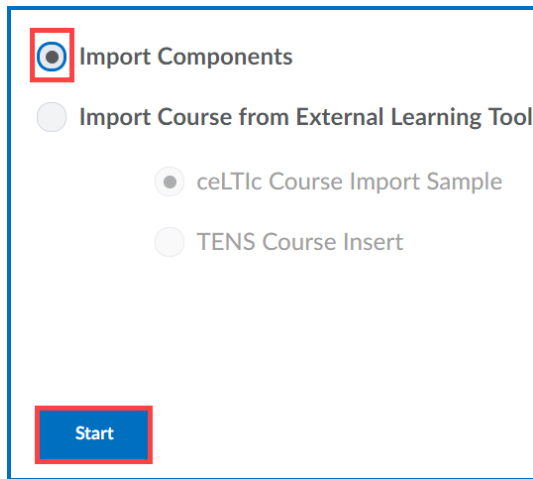 Import Components
Import Course from External Learning Tool
ceLTIc Course Import Sample
TENS Course Insert
Start